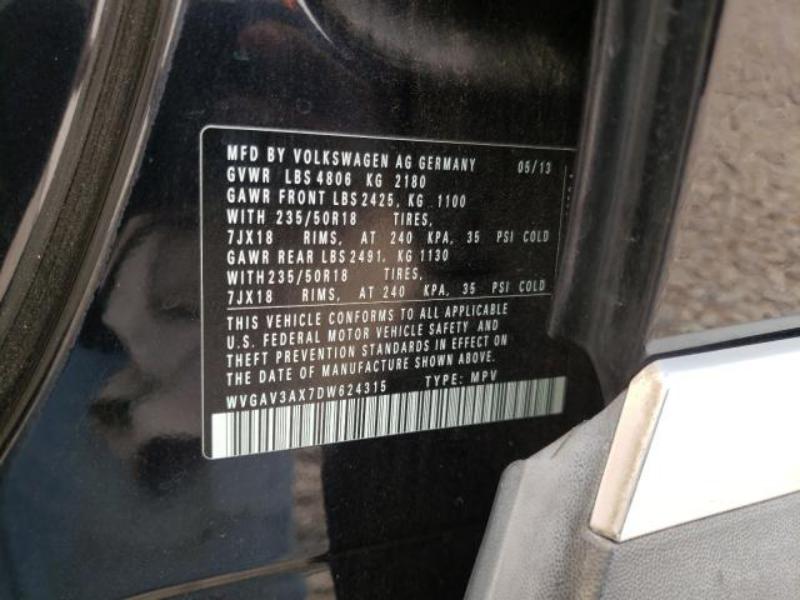 MFD BY VOLKSWAGEN AG GERMANY 05/13
GVWR LBS 4806 KG 2180
GAWR FRONT LBS 2425, KG 1100
WITH 235/50R18 TIRES,
7JX18 RIMS, AT 240 KPA, 35 PSI COLD
GAWR REAR LBS 2491, KG 1130
WITH 235/50R18 TIRES,
7JX18 RIMS, AT 240 KPA, 35 PSI COLD
THIS VEHICLE CONFORMS TO ALL APPLICABLE
U.S. FEDERAL MOTOR VEHICLE SAFETY AND
THEFT PREVENTION STANDARDS IN EFFECT ON
THE DATE OF MANUFACTURE SHOWN ABOVE.
WVGAV3AX7DW624315 TYPE: MPV